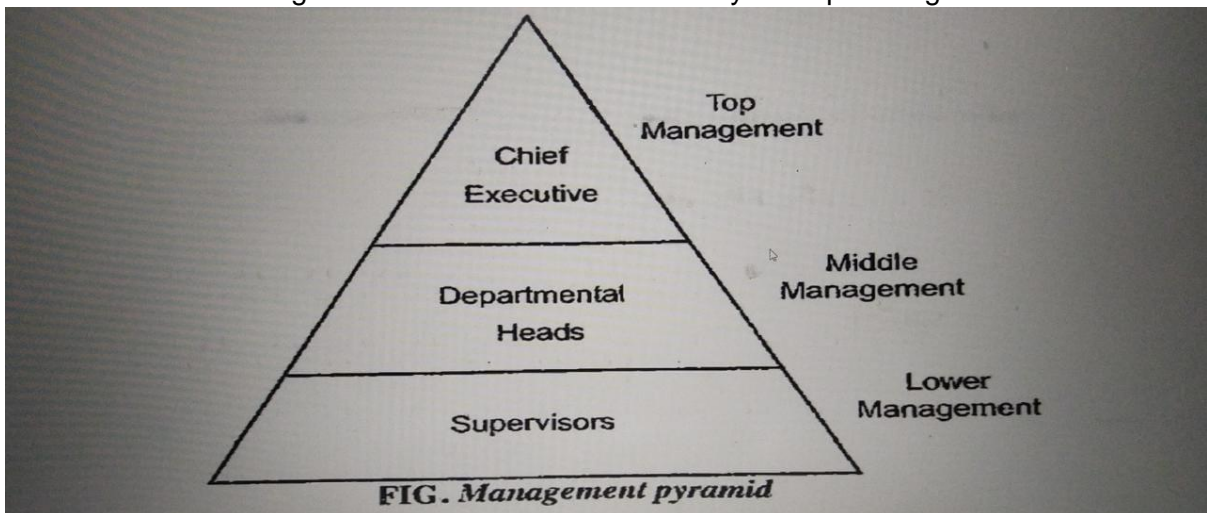 Top
Management
Chief
Executive
Middle
Management
Departmental
Heads
Lower
Management
Supervisors
FIG. Management pyramid